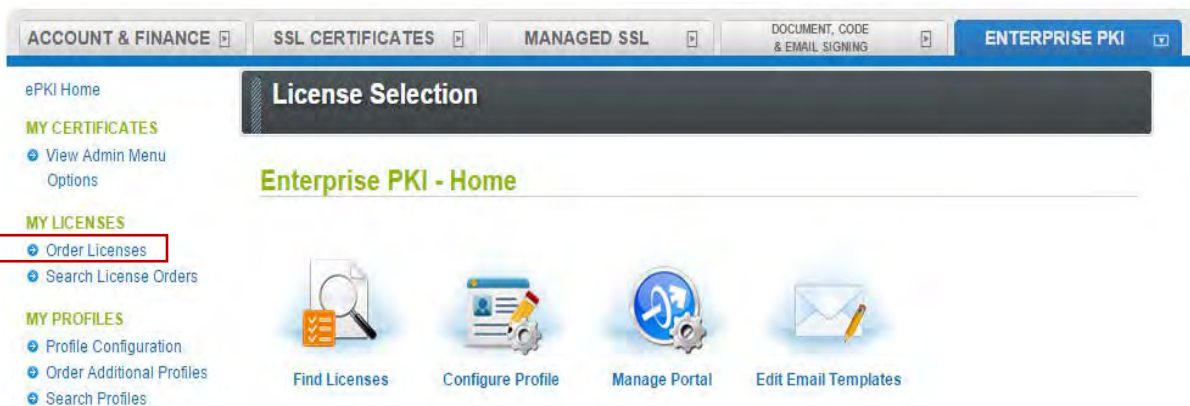 ACCOUNT & FINANCE
SSL CERTIFICATES
MANAGED SSL
DOCUMENT, CODE
& EMAIL SIGNING
ENTERPRISE PKI
ePKI Home
MY CERTIFICATES
View Admin Menu
Options
MY LICENSES
Order Licenses
Search License Orders
MY PROFILES
Profile Configuration
Order Additional Profiles
Search Profiles
License Selection
Enterprise PKI - Home
Find Licenses
Configure Profile
Manage Portal
Edit Email Templates